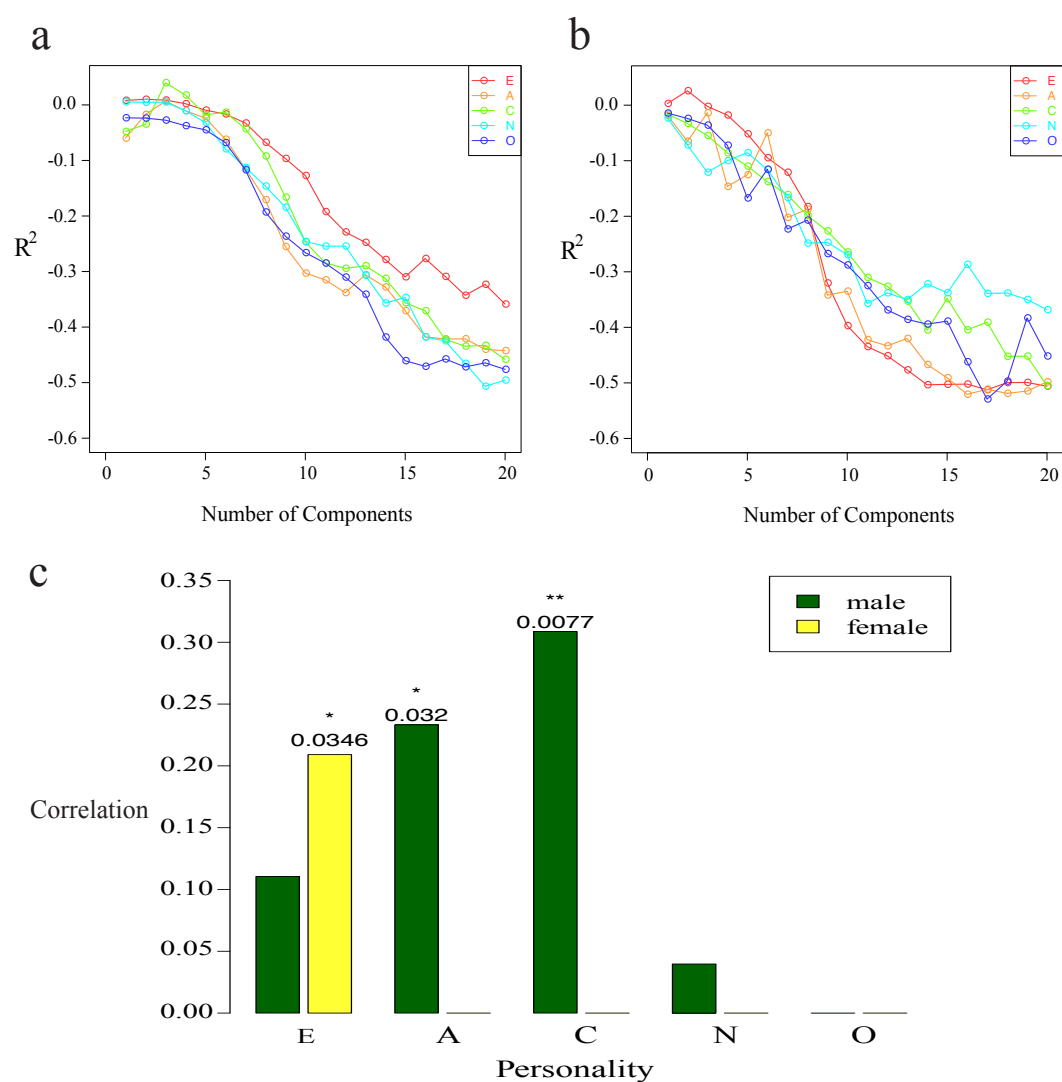 a
E
A
C
N
O
0.0
-0.1
-0.2
-0.3
-0.4
-0.5
-0.6
R²
0 5 10 15 20
Number of Components
b
E
A
C
N
O
0.0
-0.1
-0.2
-0.3
-0.4
-0.5
-0.6
R²
0 5 10 15 20
Number of Components
c
male
female
0.35
0.30
0.25
0.20
0.15
0.10
0.05
0.00
Correlation
*
0.0346
*
0.032
**
0.0077
E A C N O
Personality